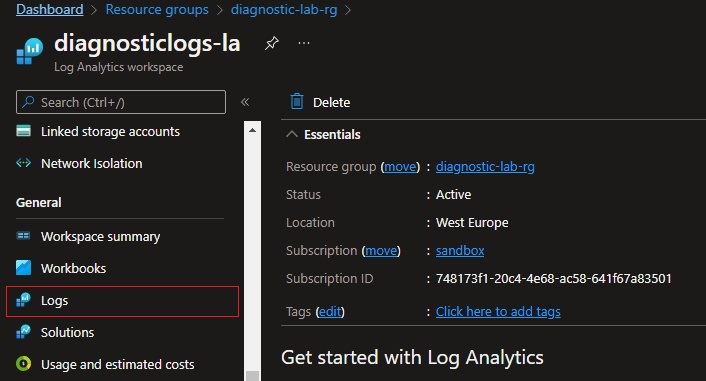 Dashboard > Resource groups > diagnostic-lab-rg >
diagnosticlogs-la
Log Analytics workspace
Search (Ctrl+/)
Linked storage accounts
Network Isolation
General
Workspace summary
Workbooks
Logs
Solutions
Usage and estimated costs
Delete
Essentials
Resource group (move) : diagnostic-lab-rg
Status : Active
Location : West Europe
Subscription (move) : sandbox
Subscription ID : 748173f1-20c4-4e68-ac58-641f67a83501
Tags (edit) : Click here to add tags
Get started with Log Analytics